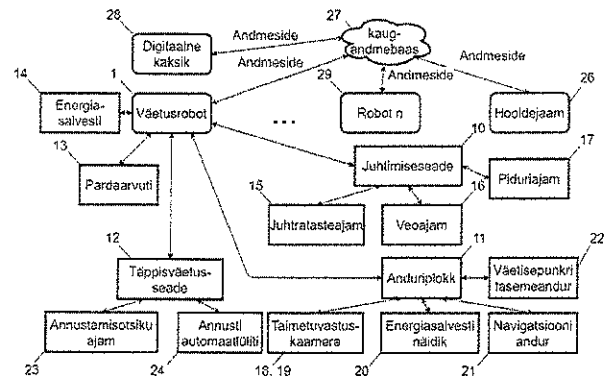 28
27
Digitaalne
kaksik
Andmeside
kaug-
andmebaas
Andmeside
14
1
Andmeside
Andmeside
29
26
Energia-
salvesti
Väetusrobot
...
Robot n
Hooldejaam
13
10
17
Pardaarvuti
Juhtimiseseade
Piduriajam
15
16
Juhtratasteajam
Veoajam
12
11
22
Täppisväetus-
seade
Anduriplokk
Väetisepunkri
tasemeandur
Annustamisotsiku
ajam
Annusti
automaatlüliti
Taimetuvastus-
kaamera
Energiasalvesti
näidik
Navigatsiooni
andur
23
24
18, 19
20
21